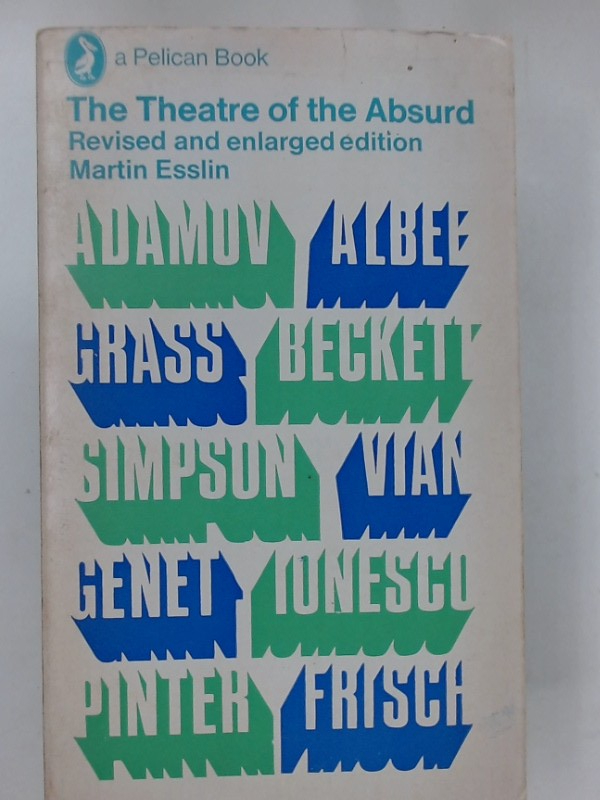 a Pelican Book
The Theatre of the Absurd
Revised and enlarged edition
Martin Esslin
ADAMOV ALBEE
GRASS BECKETT
SIMPSON VIAN
GENET IONESCO
PINTER FRISCH